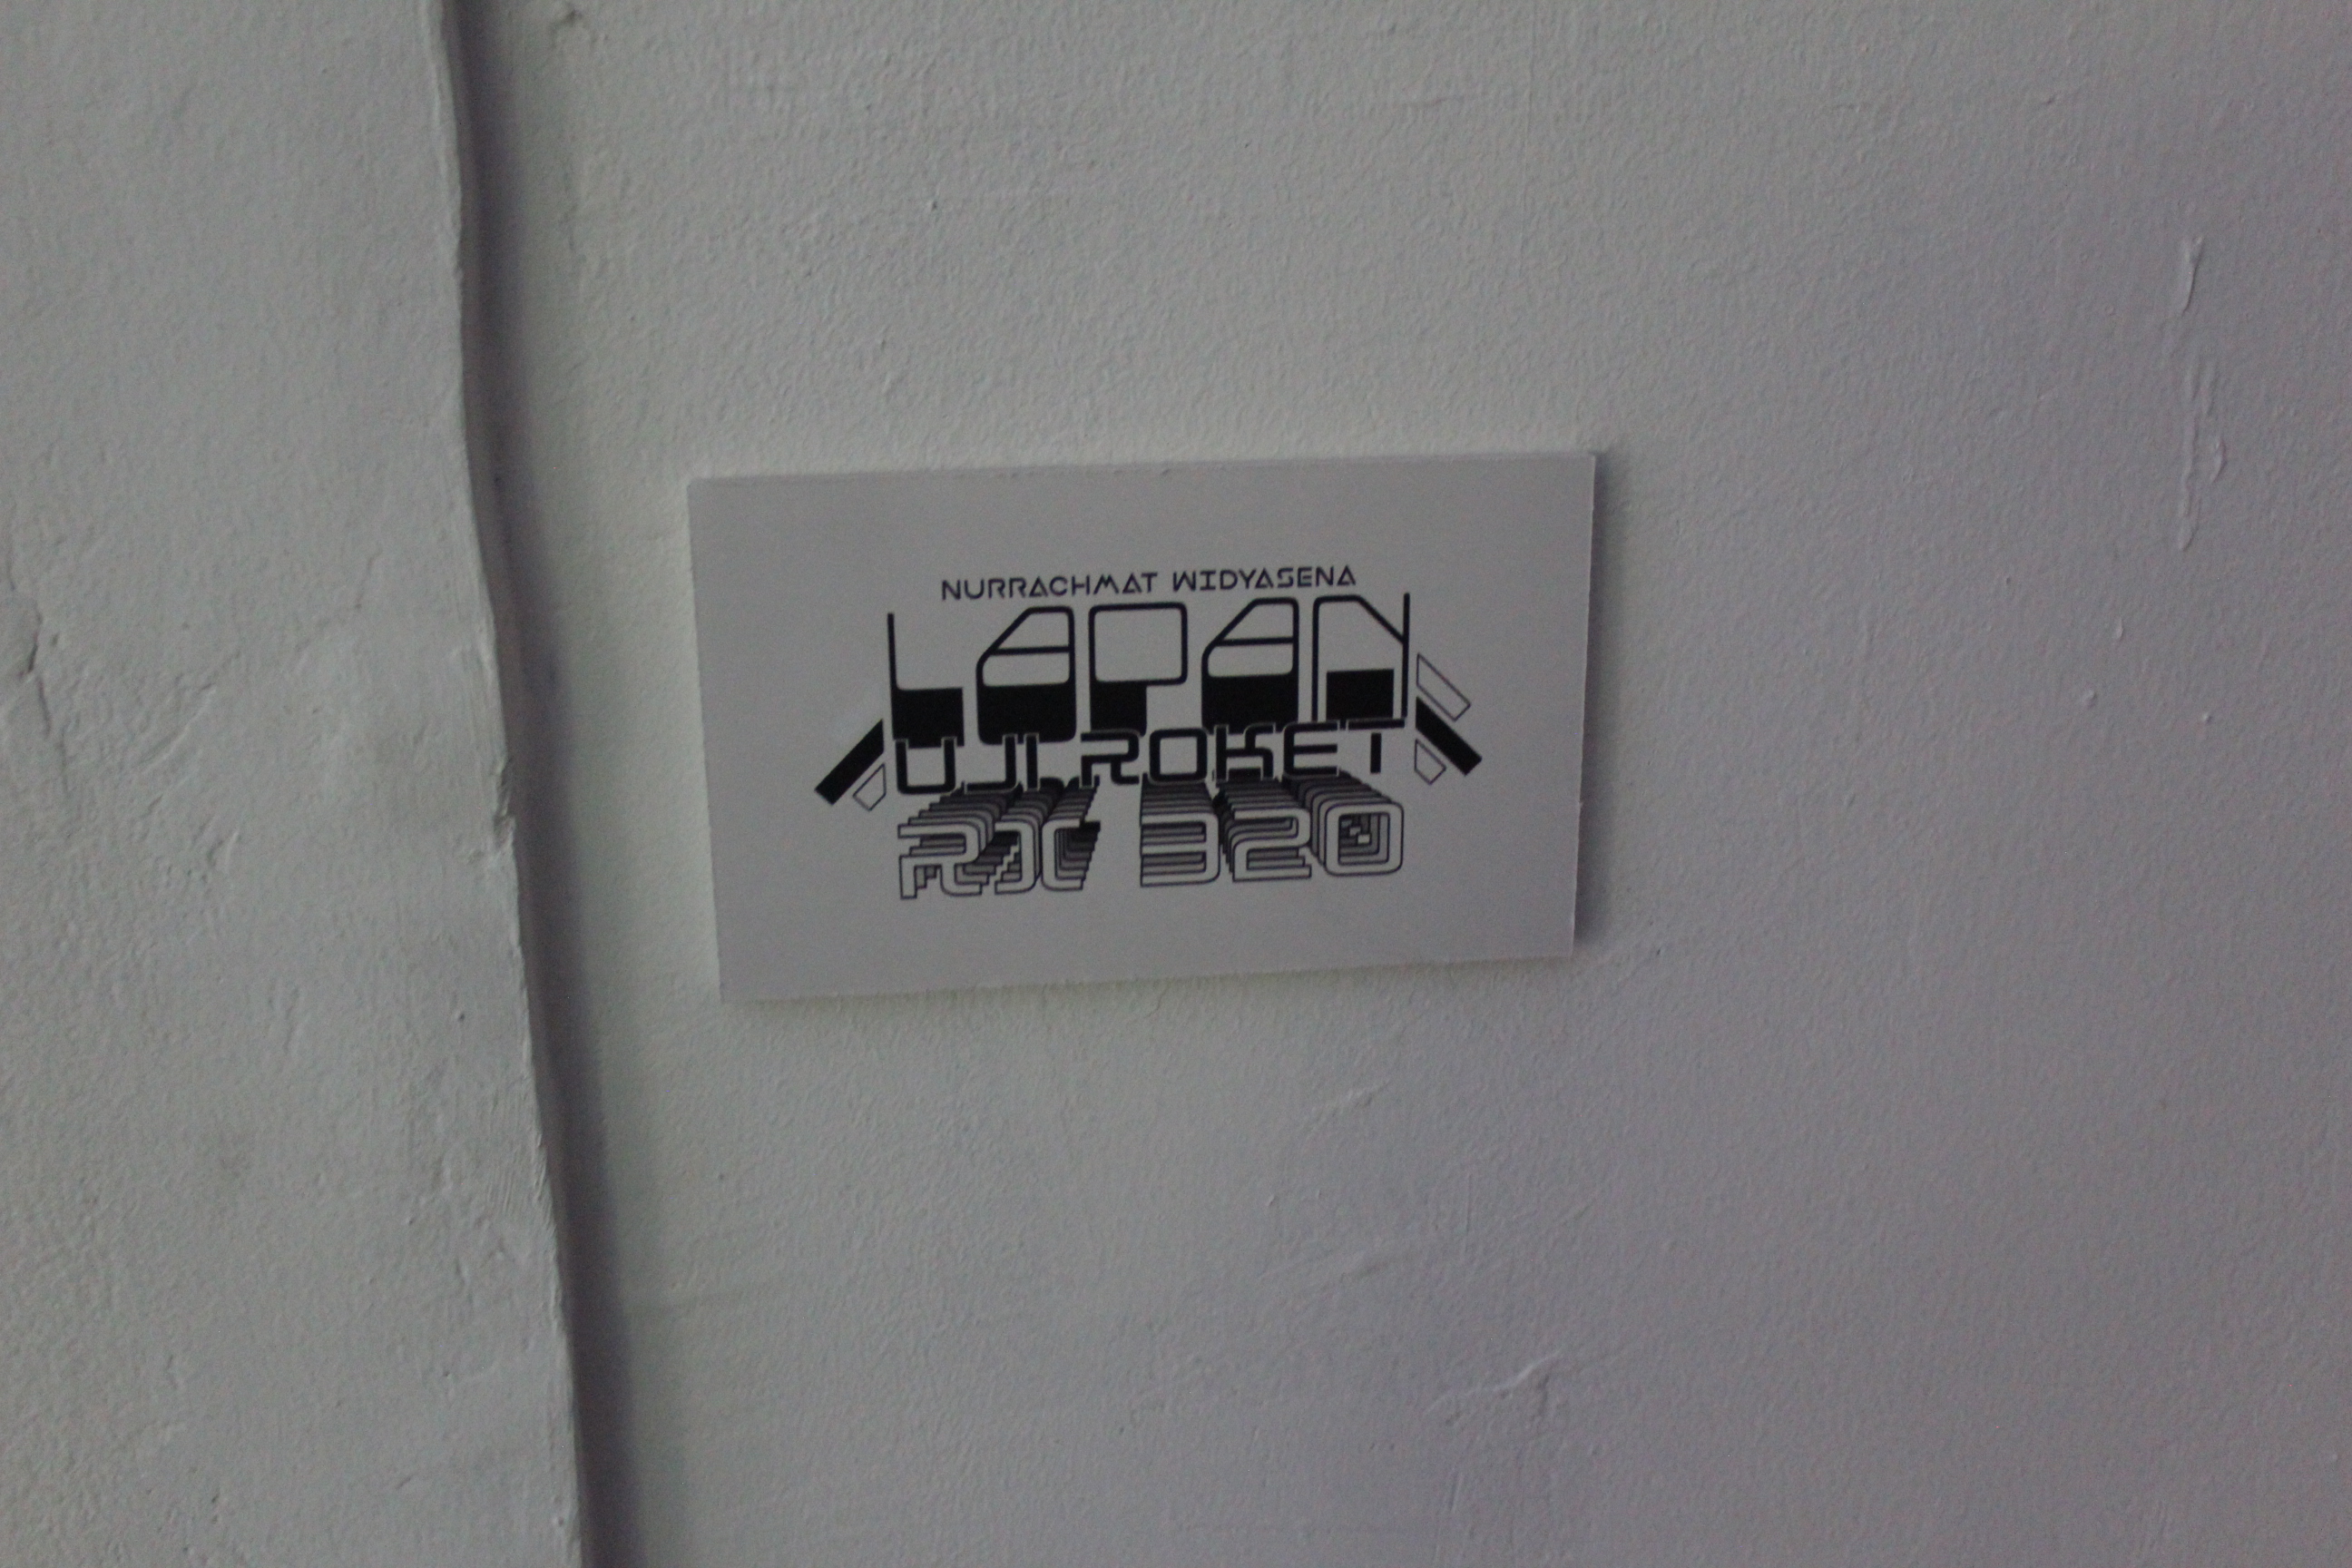 NURRACHMAT WIDYASENA
LAPAN
UJI ROKET
RX 320